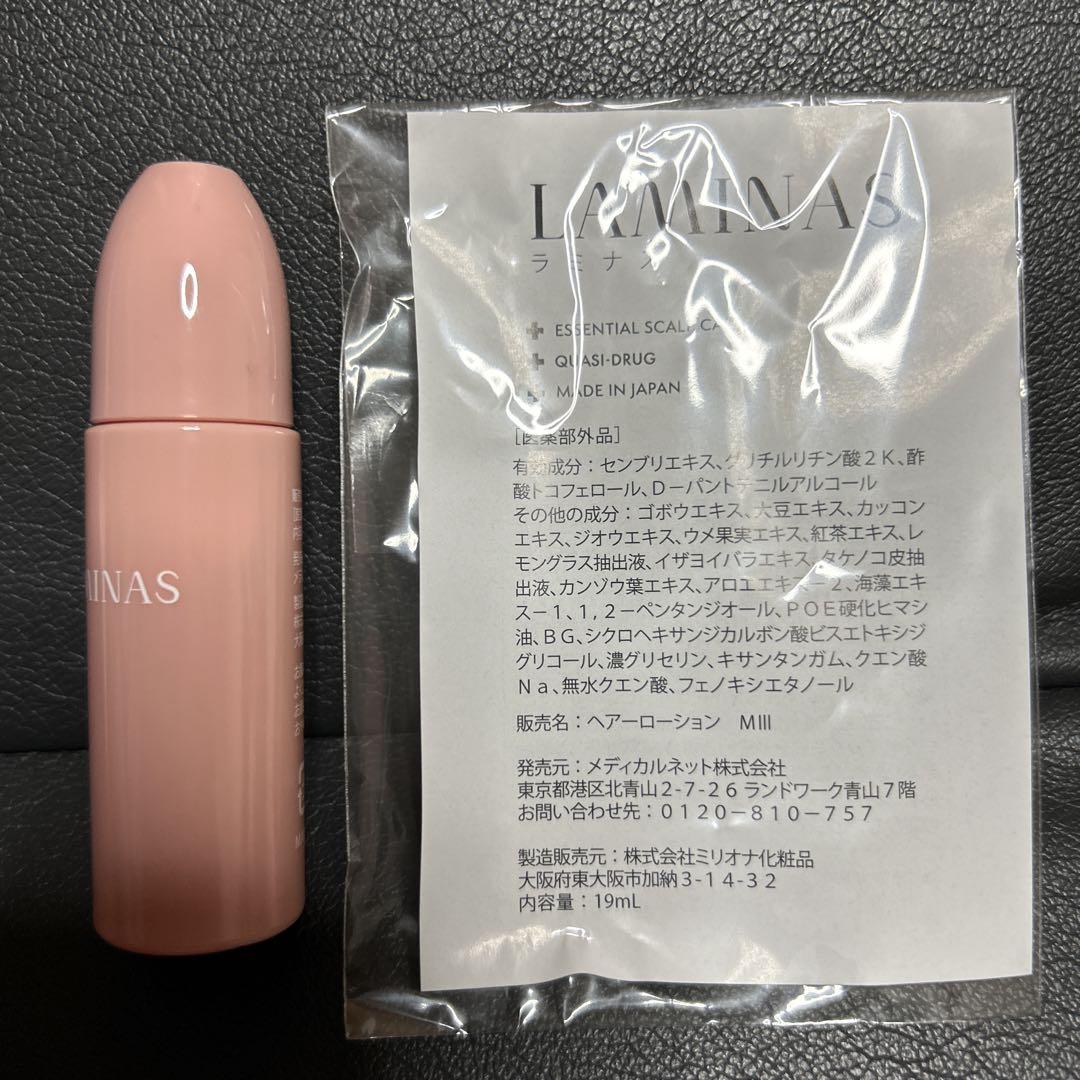 MINAS
LAMINAS
ラミナス
ESSENTIAL SCALP CA
QUASI-DRUG
MADE IN JAPAN
[医薬部外品]
有効成分：センブリエキス、グリチルリチン酸2K、酢
酸トコフェロール、D－パントテニルアルコール
その他の成分：ゴボウエキス、大豆エキス、カッコン
エキス、ジオウエキス、ウメ果実エキス、紅茶エキス、レ
モングラス抽出液、イザヨイバラエキス、タケノコ皮抽
出液、カンゾウ葉エキス、アロエエキス－2、海藻エキ
ス－1、1,2－ペンタンジオール、POE硬化ヒマシ
油、BG、シクロヘキサンジカルボン酸ビスエトキシジ
グリコール、濃グリセリン、キサンタンガム、クエン酸
Na、無水クエン酸、フェノキシエタノール
販売名：ヘアーローション　MⅢ
発売元：メディカルネット株式会社
東京都港区北青山2-7-26ランドワーク青山7階
お問い合わせ先：0120－810－757
製造販売元：株式会社ミリオナ化粧品
大阪府東大阪市加納3-14-32
内容量：19mL